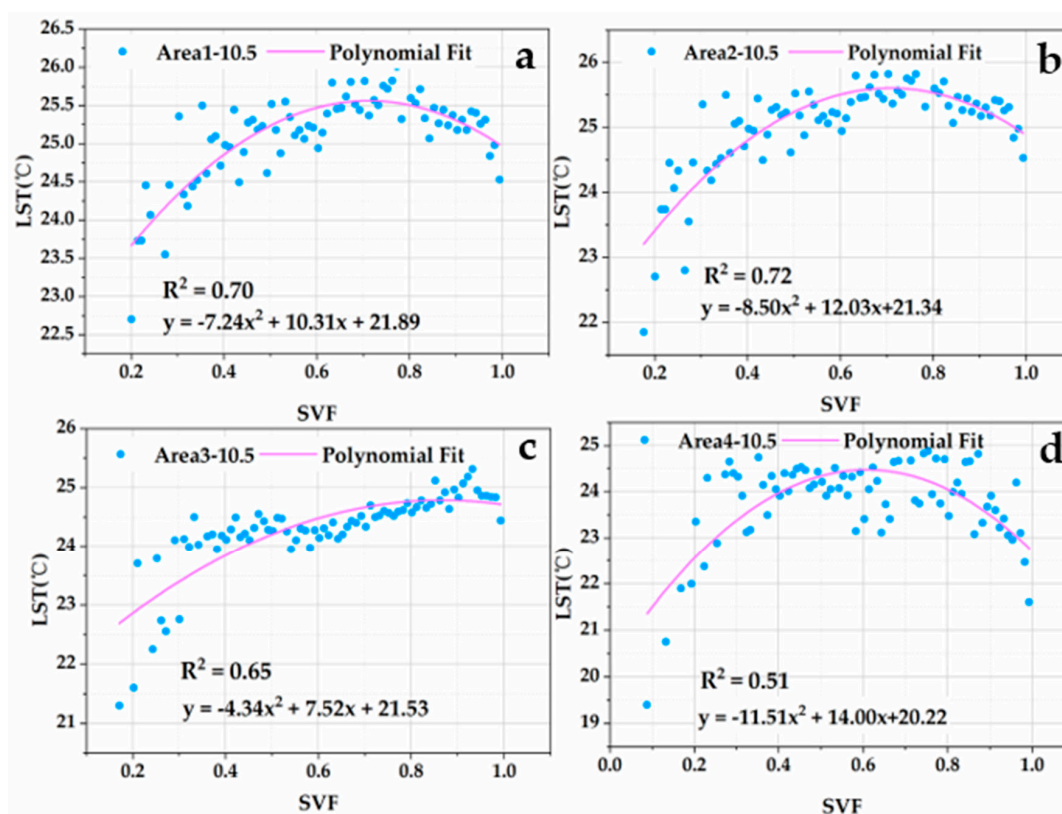 Area1-10.5 Polynomial Fit a
26.5
26.0
25.5
25.0
24.5
24.0
23.5
23.0
22.5
LST(℃)
R² = 0.70
y = -7.24x² + 10.31x + 21.89
0.2 0.4 0.6 0.8 1.0
SVF
Area2-10.5 Polynomial Fit b
26
25
24
23
22
LST(℃)
R² = 0.72
y = -8.50x² + 12.03x+21.34
0.2 0.4 0.6 0.8 1.0
SVF
Area3-10.5 Polynomial Fit c
26
25
24
23
22
21
LST(℃)
R² = 0.65
y = -4.34x² + 7.52x + 21.53
0.2 0.4 0.6 0.8 1.0
SVF
Area4-10.5 Polynomial Fit d
25
24
23
22
21
20
19
LST(℃)
R² = 0.51
y = -11.51x² + 14.00x+20.22
0.0 0.2 0.4 0.6 0.8 1.0
SVF